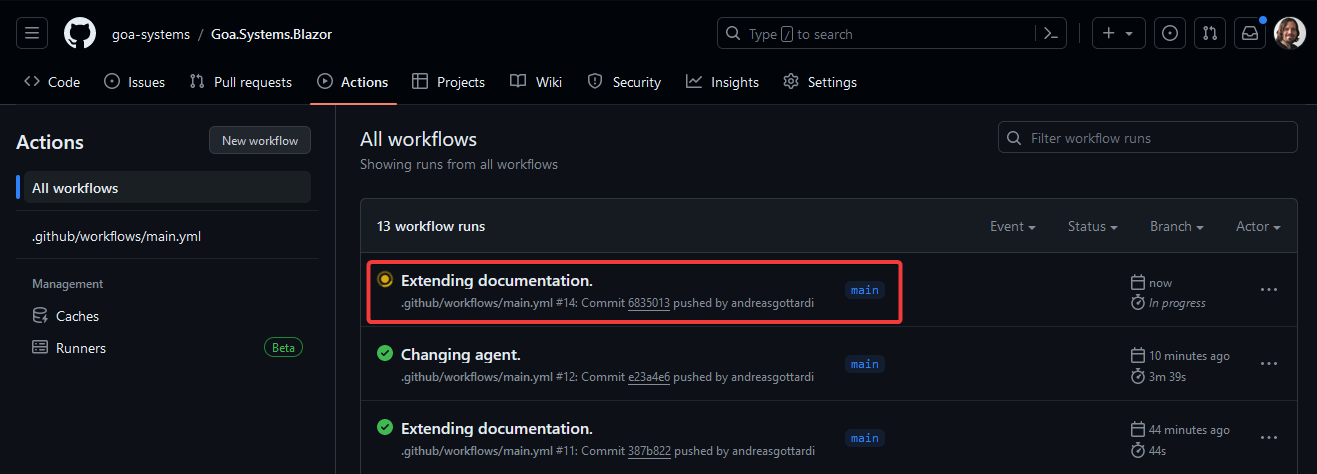 goa-systems / Goa.Systems.Blazor
Type / to search
Code Issues Pull requests Actions Projects Wiki Security Insights Settings
Actions
New workflow
All workflows
.github/workflows/main.yml
Management
Caches
Runners Beta
All workflows
Showing runs from all workflows
Filter workflow runs
13 workflow runs
Event Status Branch Actor
Extending documentation.
.github/workflows/main.yml #14: Commit 6835013 pushed by andreasgottardi
main
now
In progress
Changing agent.
.github/workflows/main.yml #12: Commit e23a4e6 pushed by andreasgottardi
main
10 minutes ago
3m 39s
Extending documentation.
.github/workflows/main.yml #11: Commit 387b822 pushed by andreasgottardi
main
44 minutes ago
44s